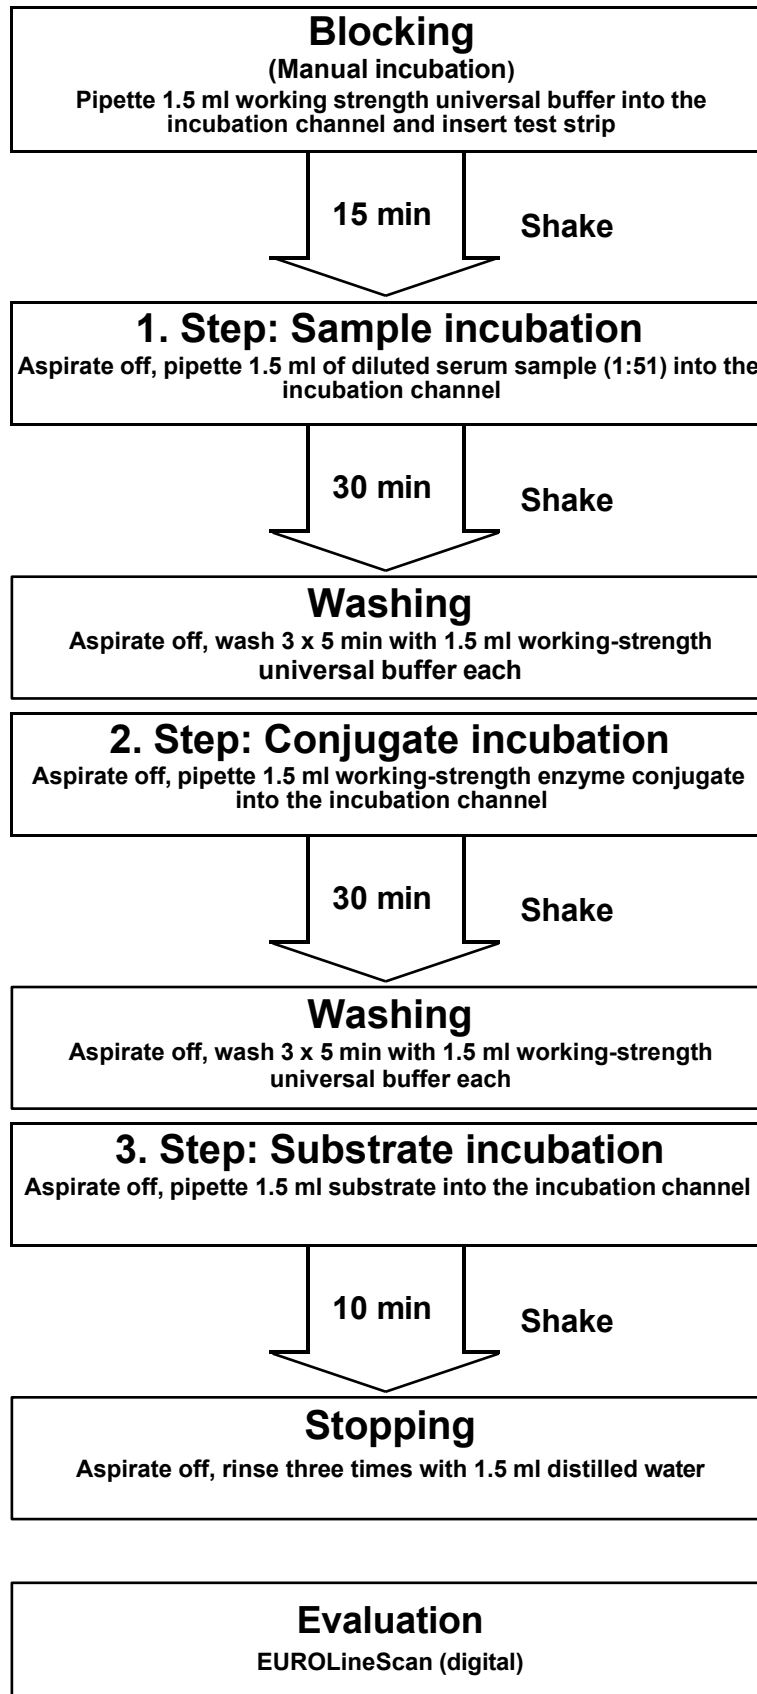 Blocking
(Manual incubation)
Pipette 1.5 ml working strength universal buffer into the
incubation channel and insert test strip
15 min
Shake
1. Step: Sample incubation
Aspirate off, pipette 1.5 ml of diluted serum sample (1:51) into the
incubation channel
30 min
Shake
Washing
Aspirate off, wash 3 x 5 min with 1.5 ml working-strength
universal buffer each
2. Step: Conjugate incubation
Aspirate off, pipette 1.5 ml working-strength enzyme conjugate
into the incubation channel
30 min
Shake
Washing
Aspirate off, wash 3 x 5 min with 1.5 ml working-strength
universal buffer each
3. Step: Substrate incubation
Aspirate off, pipette 1.5 ml substrate into the incubation channel
10 min
Shake
Stopping
Aspirate off, rinse three times with 1.5 ml distilled water
Evaluation
EUROLineScan (digital)